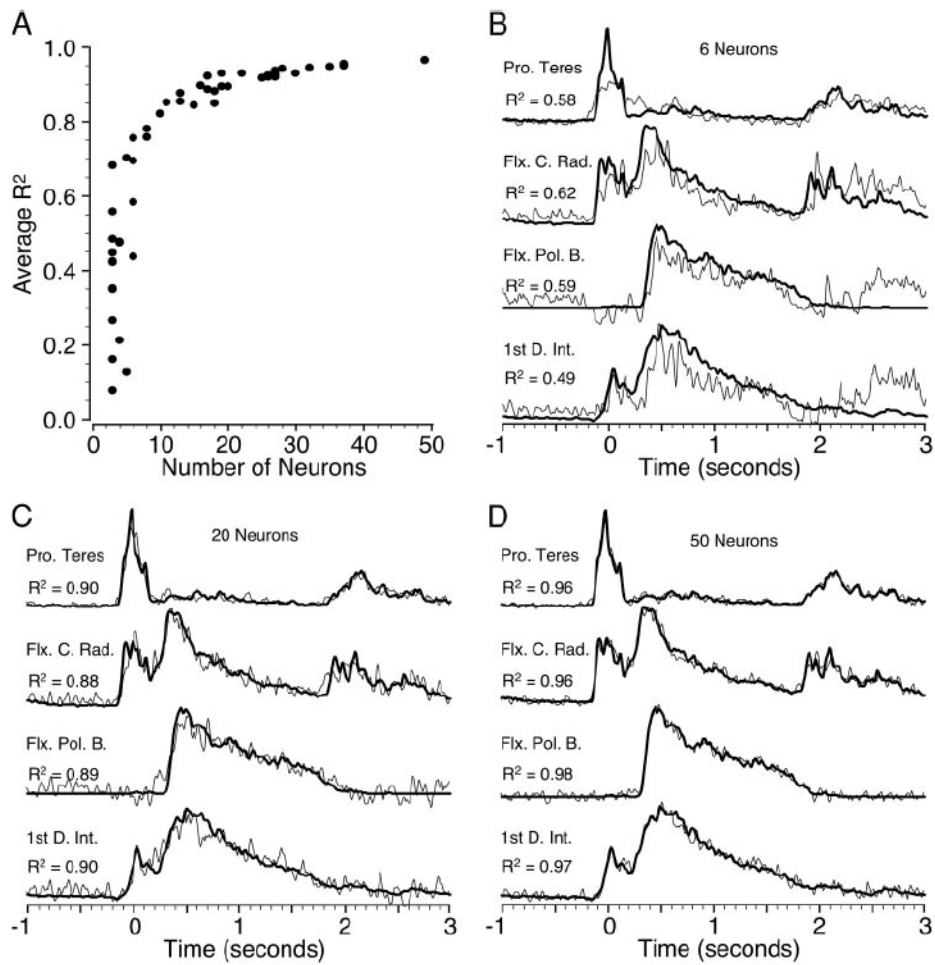 A
1.0
0.8
0.6
0.4
0.2
0.0
Average R²
0 10 20 30 40 50
Number of Neurons
B
6 Neurons
Pro. Teres
R² = 0.58
Flx. C. Rad.
R² = 0.62
Flx. Pol. B.
R² = 0.59
1st D. Int.
R² = 0.49
-1 0 1 2 3
Time (seconds)
C
20 Neurons
Pro. Teres
R² = 0.90
Flx. C. Rad.
R² = 0.88
Flx. Pol. B.
R² = 0.89
1st D. Int.
R² = 0.90
-1 0 1 2 3
Time (seconds)
D
50 Neurons
Pro. Teres
R² = 0.96
Flx. C. Rad.
R² = 0.96
Flx. Pol. B.
R² = 0.98
1st D. Int.
R² = 0.97
-1 0 1 2 3
Time (seconds)